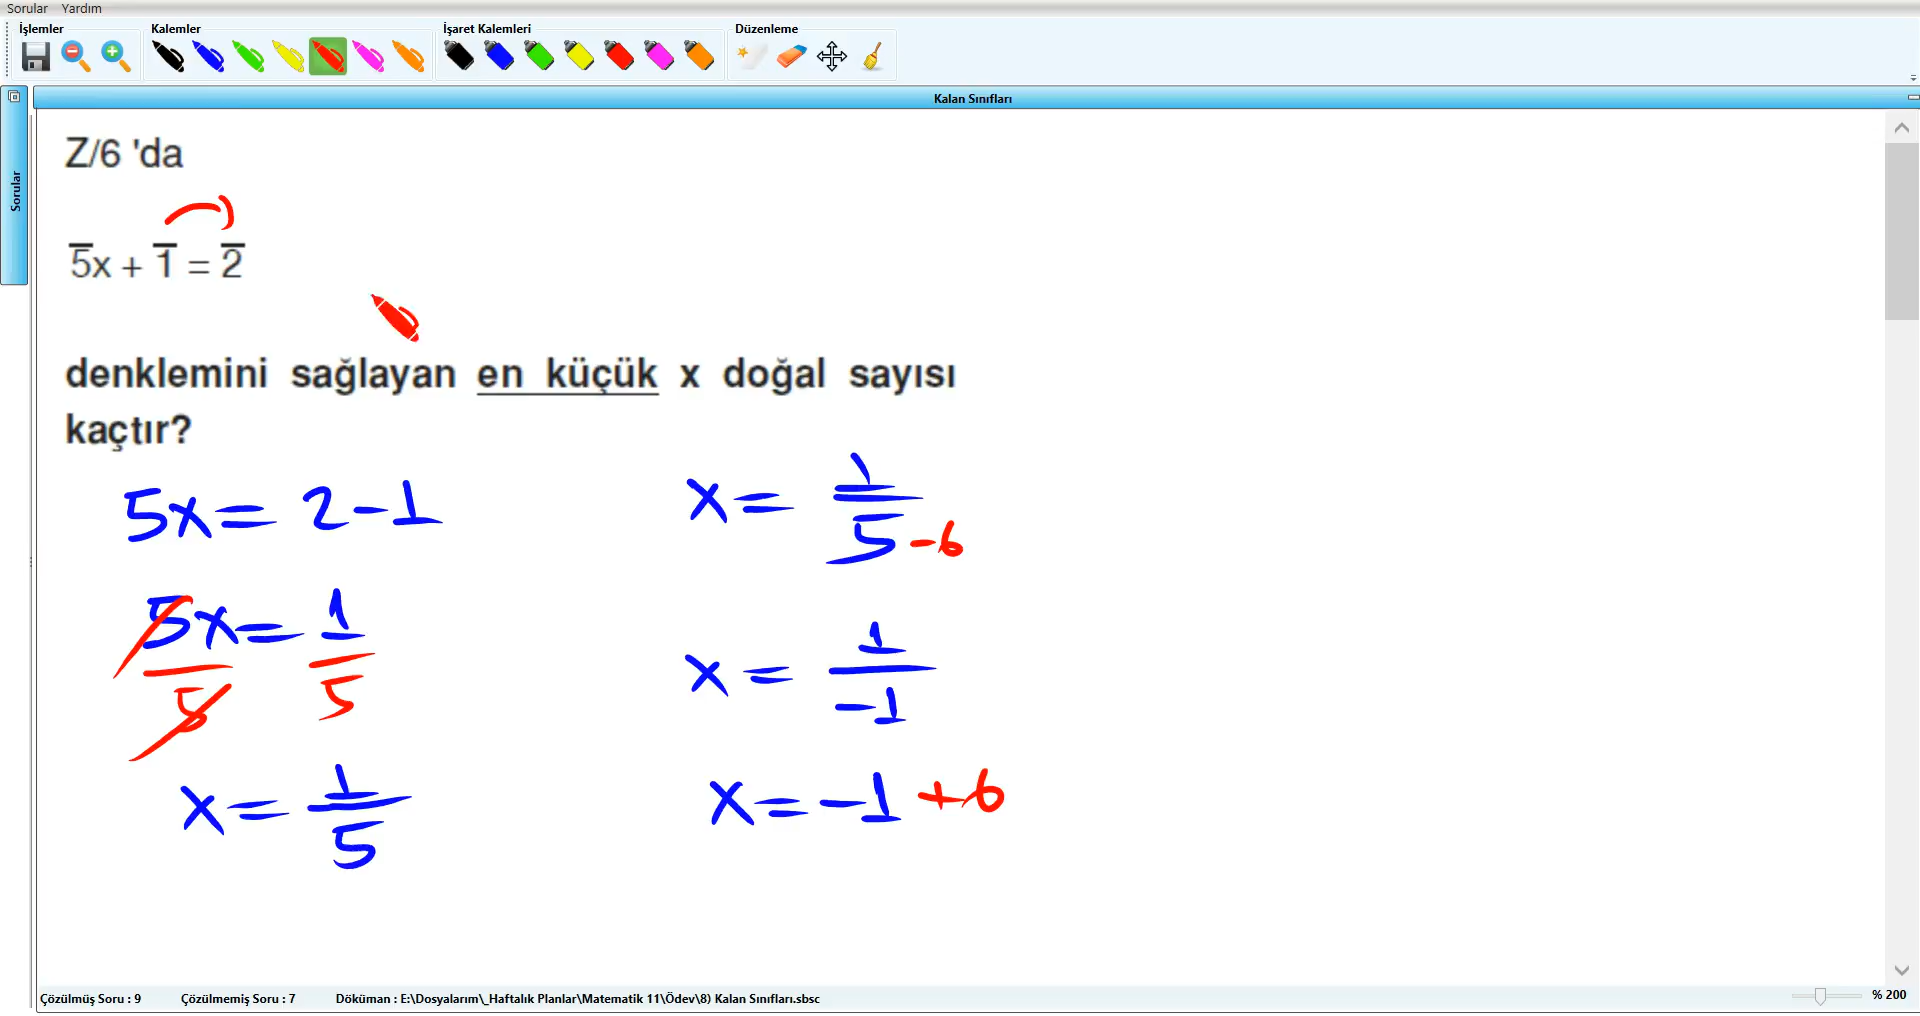 Sorular Yardım
İşlemler Kalemler İşaret Kalemleri Düzenleme
Kalan Sınıfları
Sorular
Z/6 'da
5̅x + 1̅ = 2̅
denklemini sağlayan en küçük x doğal sayısı
kaçtır?
5x = 2 - 1
5x/5 = 1/5
x = 1/5
x = 1/5 - 6
x = 1/-1
x = -1 + 6
Çözülmüş Soru : 9 Çözülmemiş Soru : 7 Döküman : E:\Dosyalarım\_Haftalık Planlar\Matematik 11\Ödev\8) Kalan Sınıfları.sbsc % 200